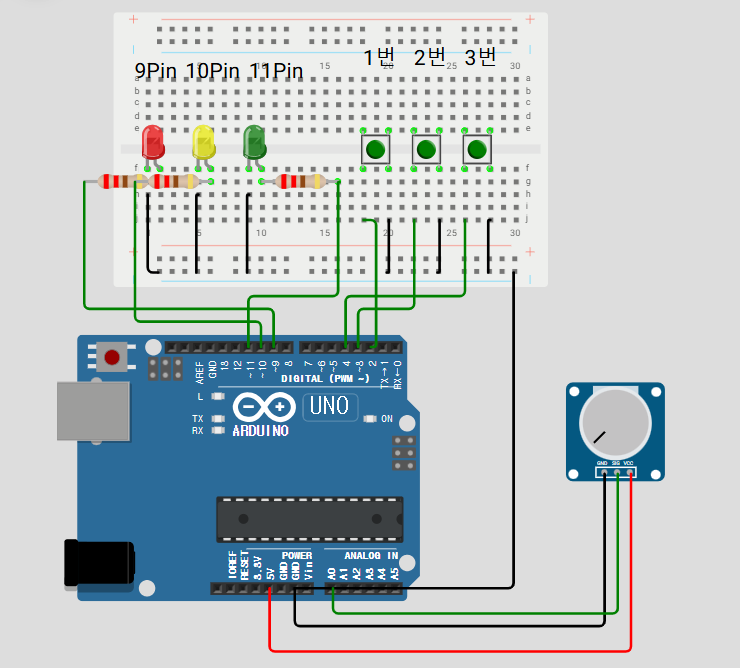 1번 2번 3번
9Pin 10Pin 11Pin
15 30
a a
b b
c c
d d
e e
f f
g g
h h
i i
j j
5 10 15 20 25 30
AREF
GND
13
12
~11
~10
~9
8
7
~6
~5
4
~3
2
TX→1
RX←0
DIGITAL (PWM ~)
L
TX
RX
UNO
ON
ARDUINO
GND SIG VCC
POWER ANALOG IN
IOREF
RESET
3.3V
5V
GND
GND
Vin
A0
A1
A2
A3
A4
A5